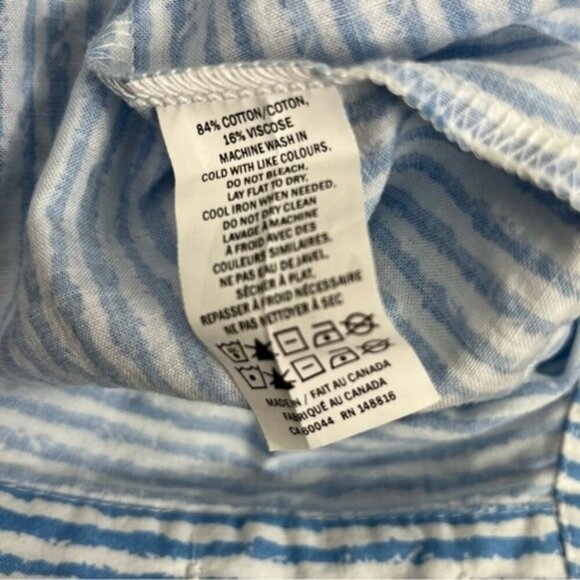 84% COTTON/COTON,
16% VISCOSE
MACHINE WASH IN
COLD WITH LIKE COLOURS,
DO NOT BLEACH.
LAY FLAT TO DRY.
COOL IRON WHEN NEEDED.
DO NOT DRY CLEAN
LAVAGE À MACHINE
À FROID AVEC DES
COULEURS SIMILAIRES.
NE PAS EAU DE JAVEL.
SÉCHER À PLAT.
REPASSER À FROID NÉCESSAIRE
NE PAS NETTOYER À SEC
MADE IN / FAIT AU CANADA
FABRIQUÉ AU CANADA
CA60044 RN 148816